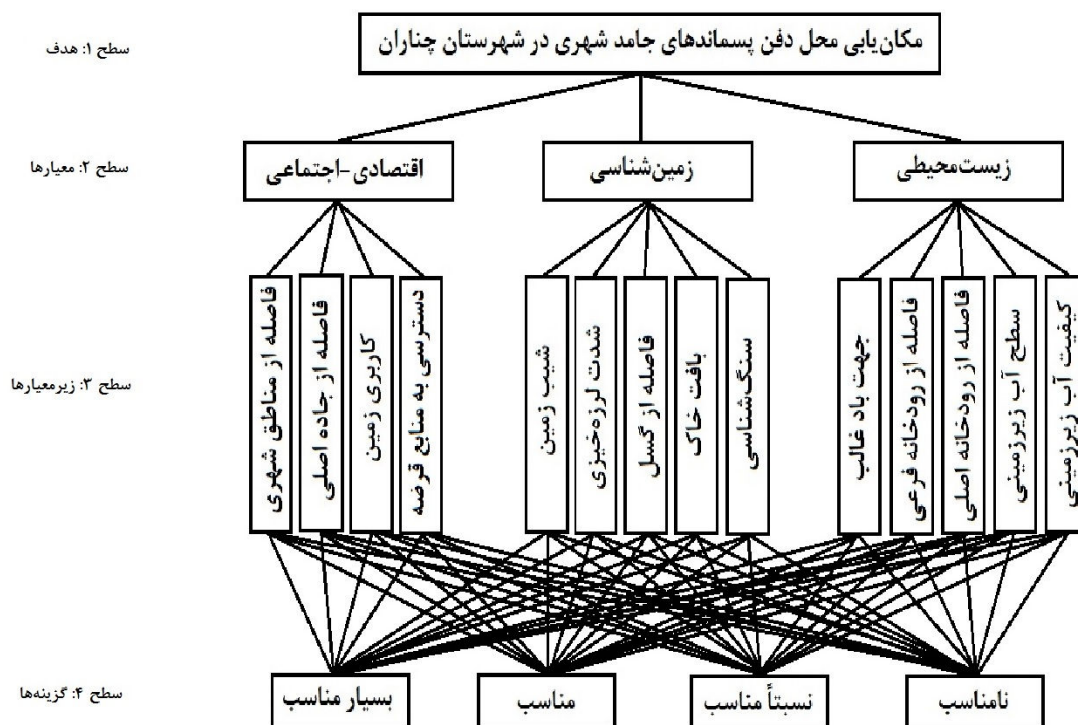 سطح ۱: هدف
مکان‌یابی محل دفن پسماندهای جامد شهری در شهرستان چناران
سطح ۲: معیارها
زیست‌محیطی
زمین‌شناسی
اقتصادی-اجتماعی
سطح ۳: زیرمعیارها
کیفیت آب زیرزمینی
سطح آب زیرزمینی
فاصله از رودخانه اصلی
فاصله از رودخانه فرعی
جهت باد غالب
سنگ‌شناسی
بافت خاک
فاصله از گسل
شدت لرزه‌خیزی
شیب زمین
دسترسی به منابع قرضه
کاربری زمین
فاصله از جاده اصلی
فاصله از مناطق شهری
سطح ۴: گزینه‌ها
نامناسب
نسبتاً مناسب
مناسب
بسیار مناسب